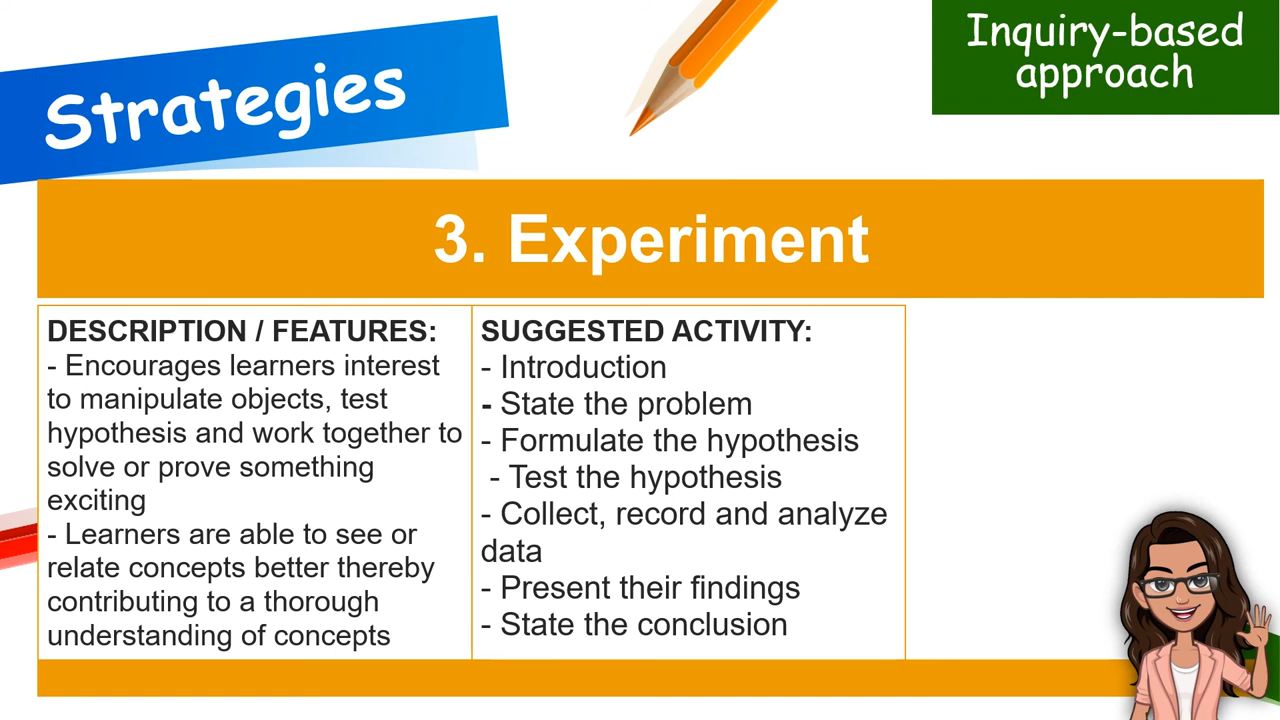 Strategies
Inquiry-based
approach
3. Experiment
DESCRIPTION / FEATURES:
- Encourages learners interest
to manipulate objects, test
hypothesis and work together to
solve or prove something
exciting
- Learners are able to see or
relate concepts better thereby
contributing to a thorough
understanding of concepts
SUGGESTED ACTIVITY:
- Introduction
- State the problem
- Formulate the hypothesis
- Test the hypothesis
- Collect, record and analyze
data
- Present their findings
- State the conclusion